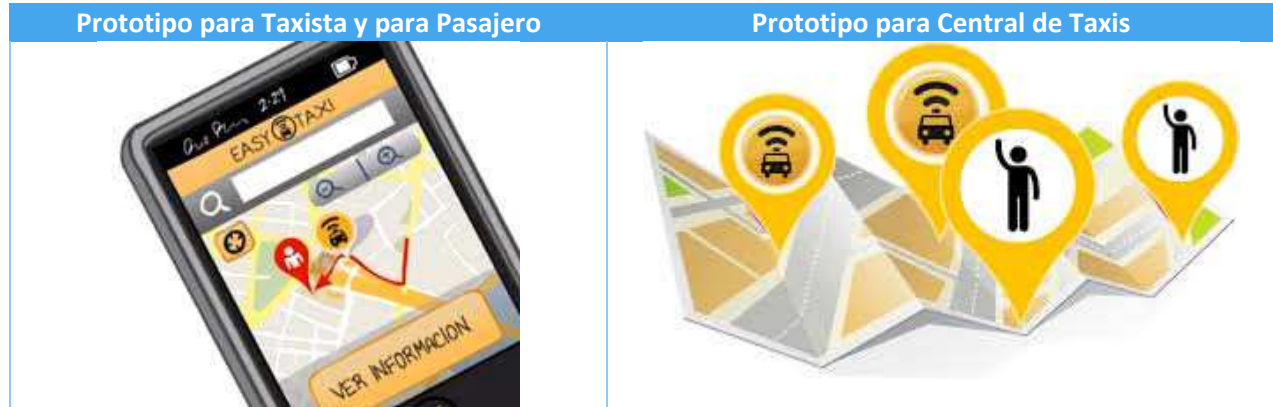 Prototipo para Taxista y para Pasajero
Prototipo para Central de Taxis
2:29
EASY TAXI
VER INFORMACION